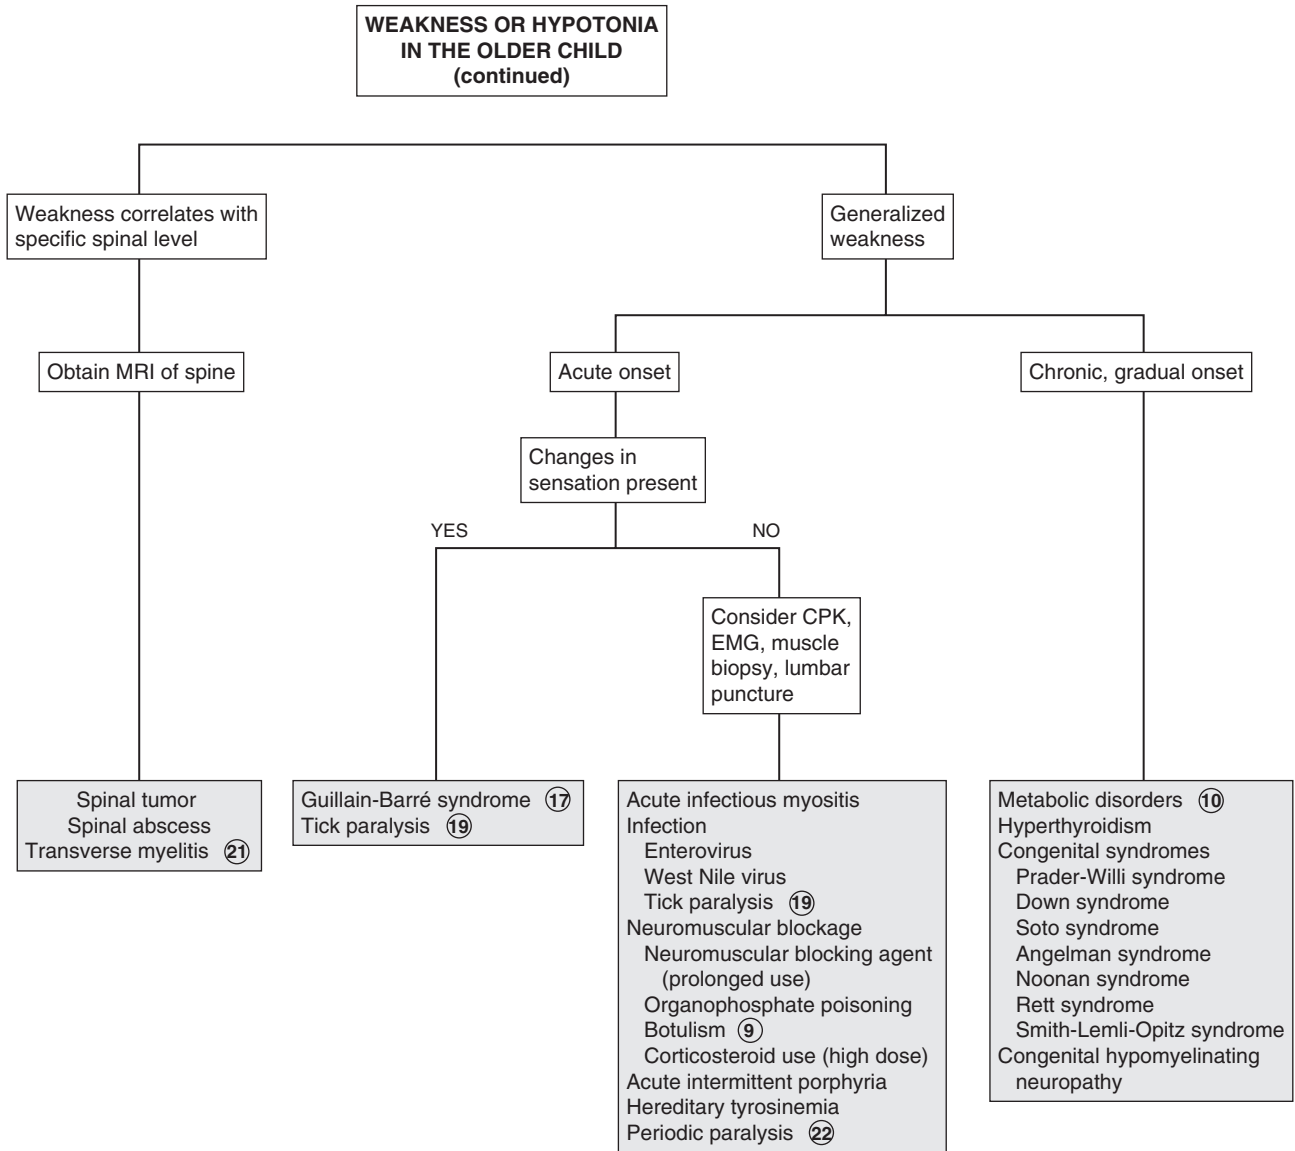 WEAKNESS OR HYPOTONIA
IN THE OLDER CHILD
(continued)
Weakness correlates with
specific spinal level
Generalized
weakness
Obtain MRI of spine
Acute onset
Chronic, gradual onset
Changes in
sensation present
YES
NO
Consider CPK,
EMG, muscle
biopsy, lumbar
puncture
Spinal tumor
Spinal abscess
Transverse myelitis 21
Guillain-Barré syndrome 17
Tick paralysis 19
Acute infectious myositis
Infection
Enterovirus
West Nile virus
Tick paralysis 19
Neuromuscular blockage
Neuromuscular blocking agent
(prolonged use)
Organophosphate poisoning
Botulism 9
Corticosteroid use (high dose)
Acute intermittent porphyria
Hereditary tyrosinemia
Periodic paralysis 22
Metabolic disorders 10
Hyperthyroidism
Congenital syndromes
Prader-Willi syndrome
Down syndrome
Soto syndrome
Angelman syndrome
Noonan syndrome
Rett syndrome
Smith-Lemli-Opitz syndrome
Congenital hypomyelinating
neuropathy